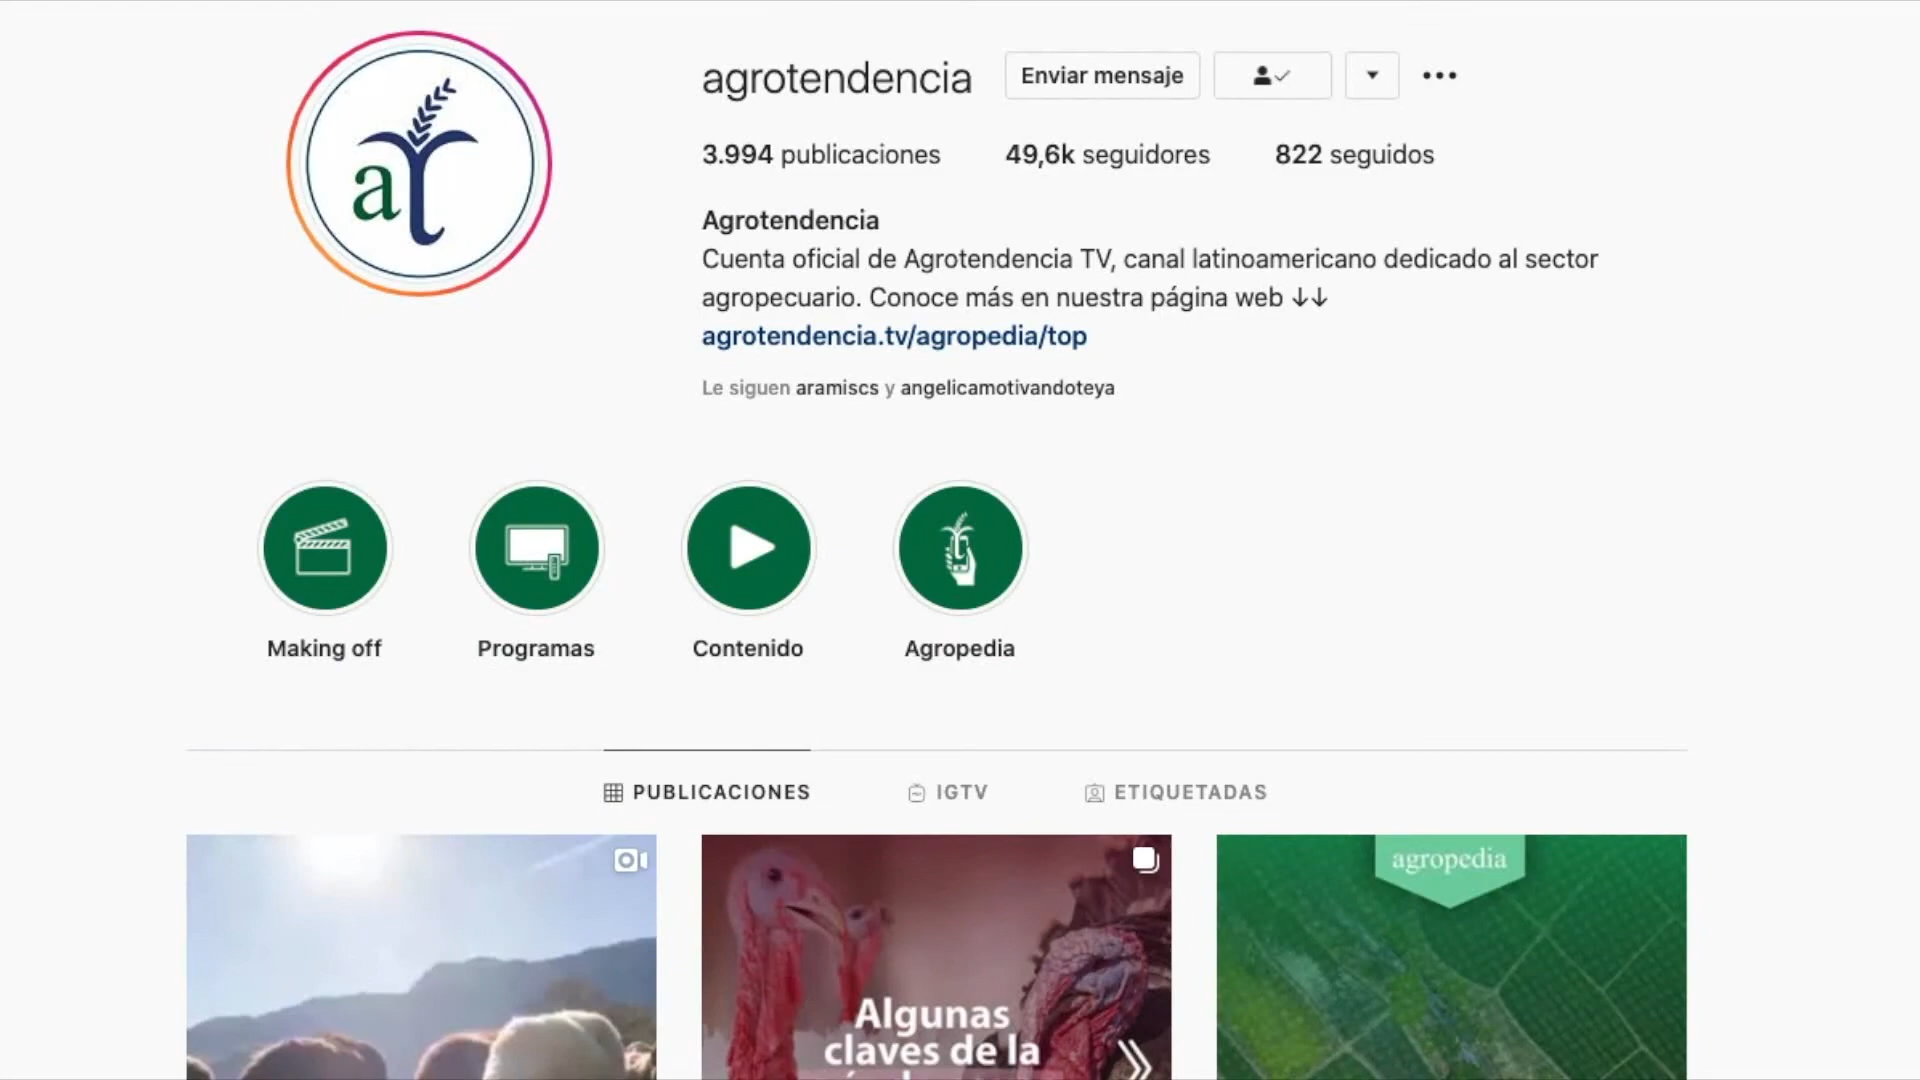 agrotendencia
Enviar mensaje
3.994 publicaciones
49,6k seguidores
822 seguidos
Agrotendencia
Cuenta oficial de Agrotendencia TV, canal latinoamericano dedicado al sector
agropecuario. Conoce más en nuestra página web ↓↓
agrotendencia.tv/agropedia/top
Le siguen aramiscs y angelicamotivandoteya
Making off
Programas
Contenido
Agropedia
PUBLICACIONES
IGTV
ETIQUETADAS
agropedia
Algunas
claves de la